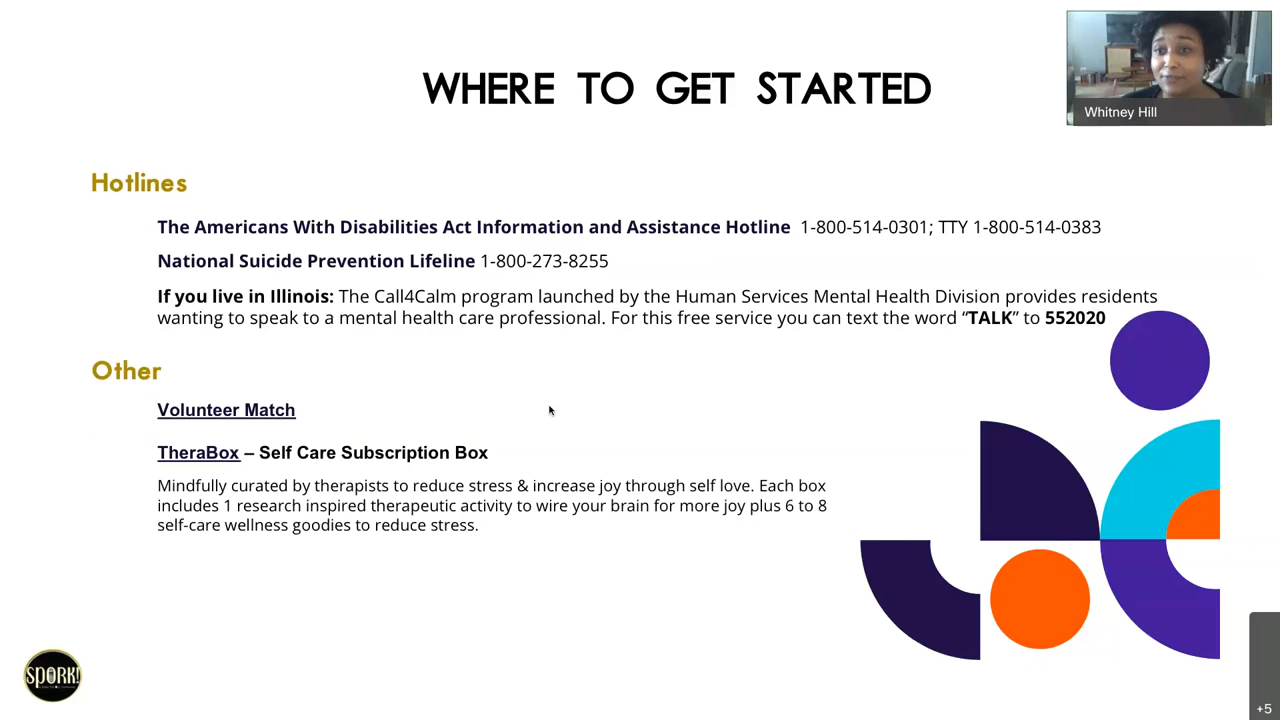 WHERE TO GET STARTED
Whitney Hill
Hotlines
The Americans With Disabilities Act Information and Assistance Hotline 1-800-514-0301; TTY 1-800-514-0383
National Suicide Prevention Lifeline 1-800-273-8255
If you live in Illinois: The Call4Calm program launched by the Human Services Mental Health Division provides residents
wanting to speak to a mental health care professional. For this free service you can text the word “TALK” to 552020
Other
Volunteer Match
TheraBox – Self Care Subscription Box
Mindfully curated by therapists to reduce stress & increase joy through self love. Each box
includes 1 research inspired therapeutic activity to wire your brain for more joy plus 6 to 8
self-care wellness goodies to reduce stress.
SPORK!
+5